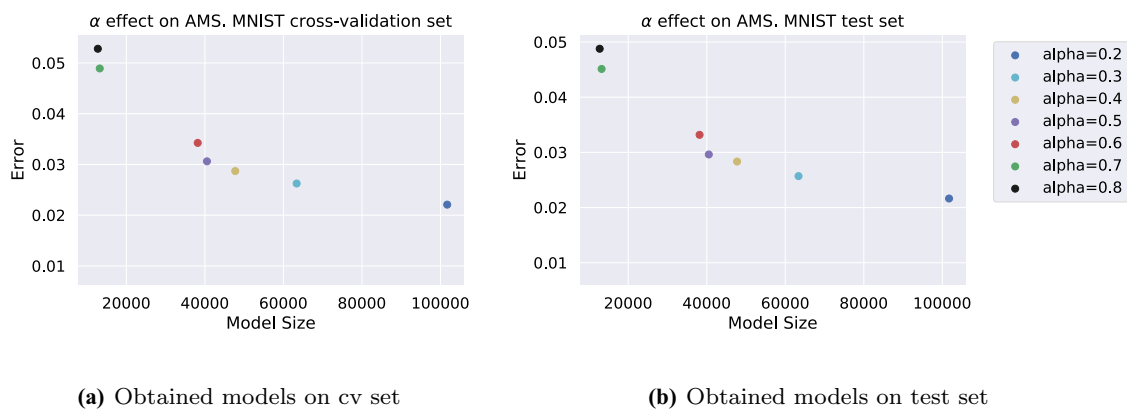 α effect on AMS. MNIST cross-validation set
0.05
0.04
0.03
0.02
0.01
Error
20000 40000 60000 80000 100000
Model Size
(a) Obtained models on cv set
α effect on AMS. MNIST test set
0.05
0.04
0.03
0.02
0.01
Error
20000 40000 60000 80000 100000
Model Size
(b) Obtained models on test set
alpha=0.2
alpha=0.3
alpha=0.4
alpha=0.5
alpha=0.6
alpha=0.7
alpha=0.8